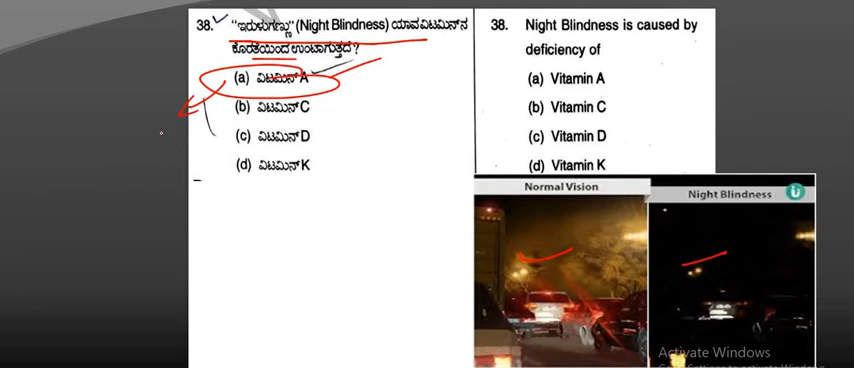 38. "ಇರುಳುಗಣ್ಣು" (Night Blindness) ಯಾವ ವಿಟಮಿನ್‌ನ
ಕೊರತೆಯಿಂದ ಉಂಟಾಗುತ್ತದೆ?
(a) ವಿಟಮಿನ್ A
(b) ವಿಟಮಿನ್ C
(c) ವಿಟಮಿನ್ D
(d) ವಿಟಮಿನ್ K
38. Night Blindness is caused by
deficiency of
(a) Vitamin A
(b) Vitamin C
(c) Vitamin D
(d) Vitamin K
Normal Vision
Night Blindness
Activate Windows